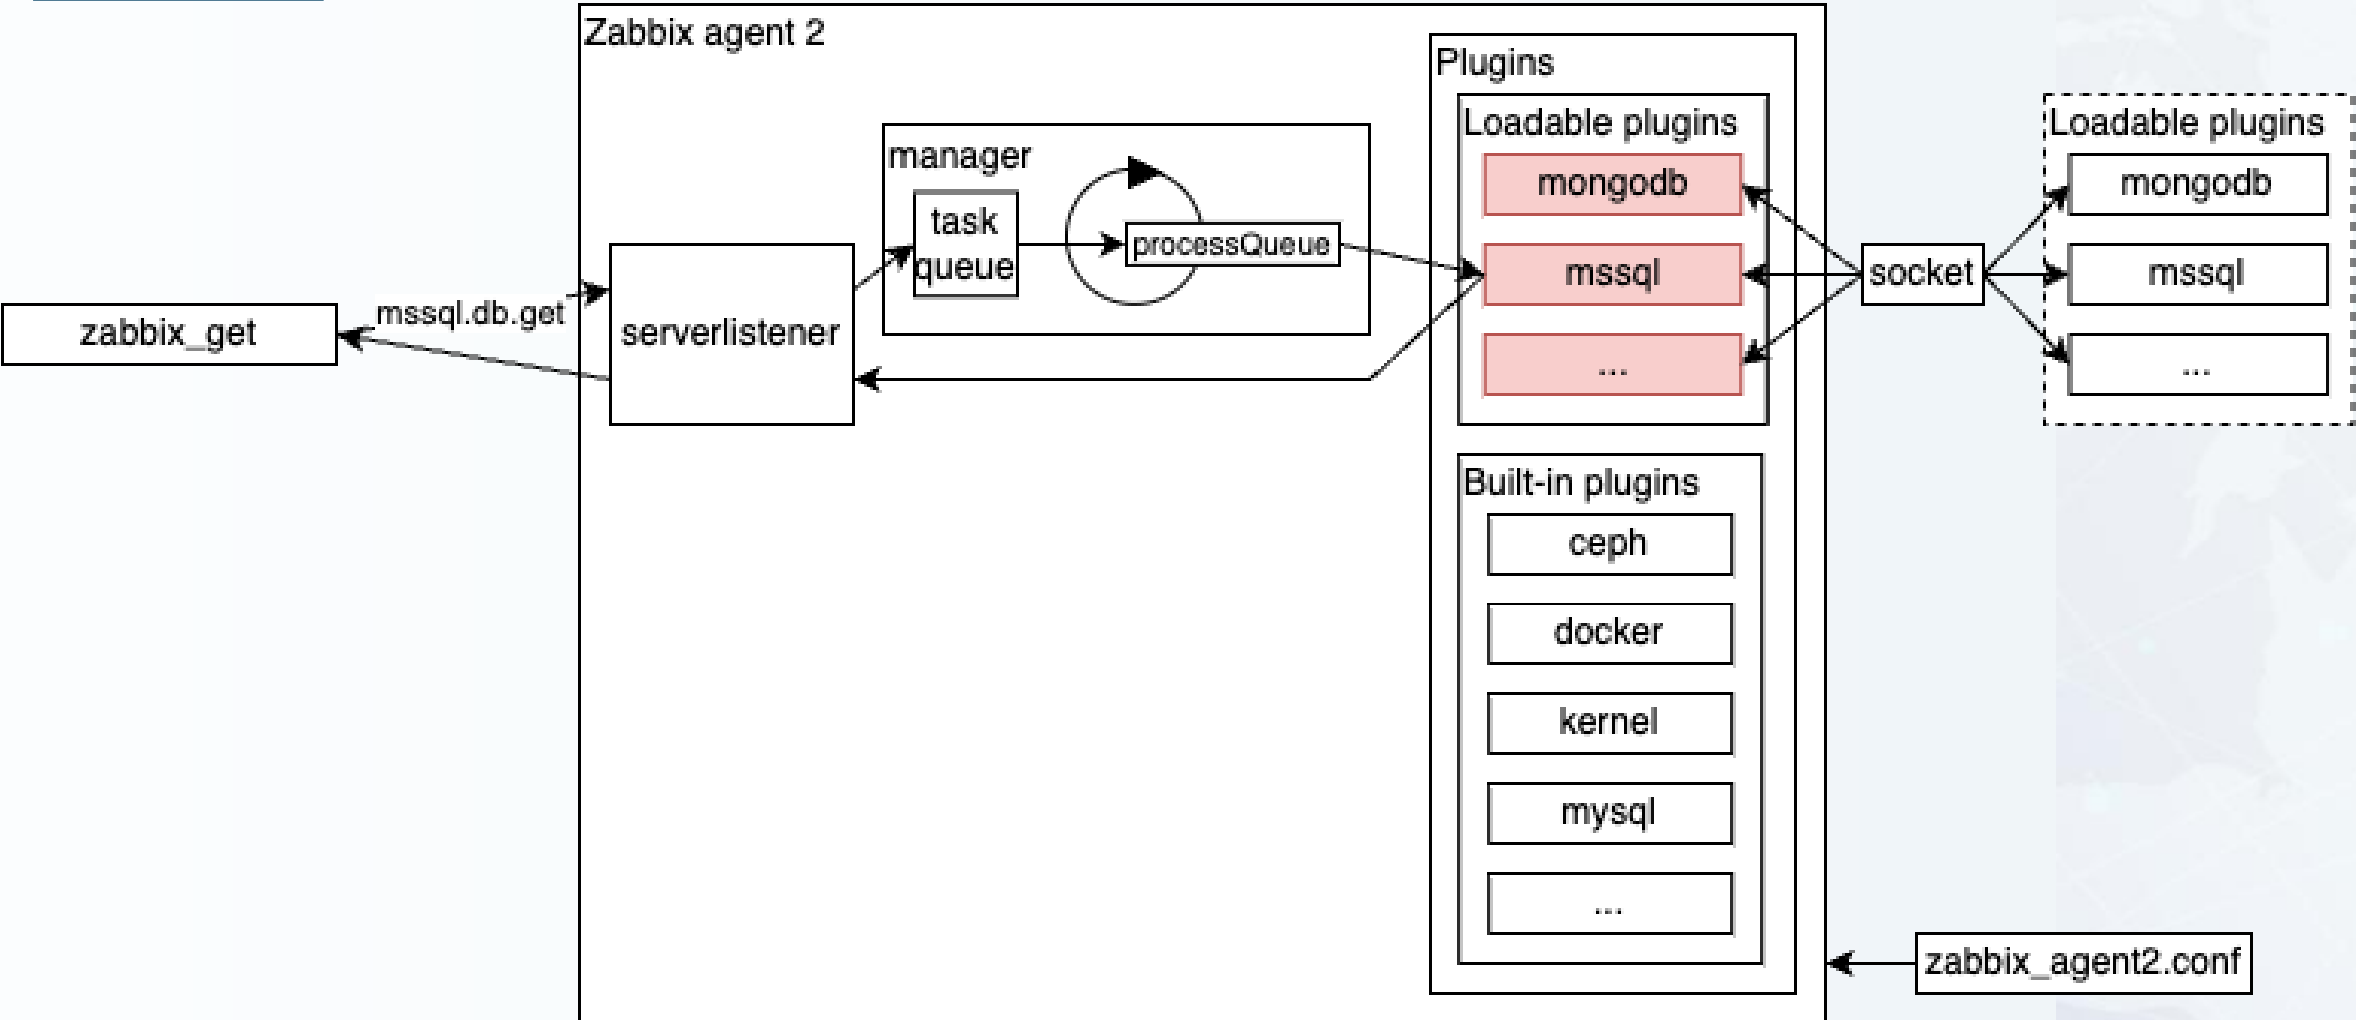 Zabbix agent 2
Plugins
Loadable plugins
mongodb
mssql
...
Loadable plugins
mongodb
mssql
...
manager
task
queue
processQueue
socket
mssql.db.get
zabbix_get
serverlistener
Built-in plugins
ceph
docker
kernel
mysql
...
zabbix_agent2.conf